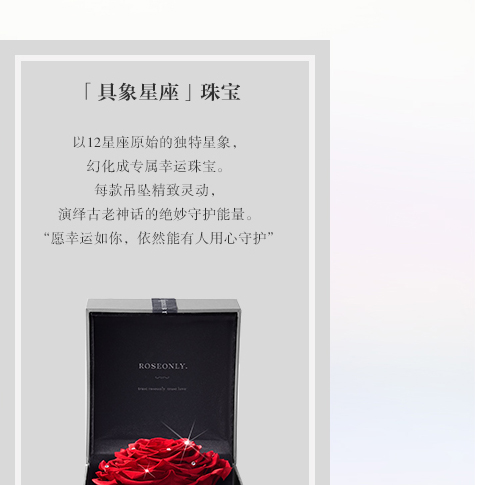 「具象星座」珠宝
以12星座原始的独特星象，
幻化成专属幸运珠宝。
每款吊坠精致灵动，
演绎古老神话的绝妙守护能量。
“愿幸运如你，依然能有人用心守护”
ROSEONLY.